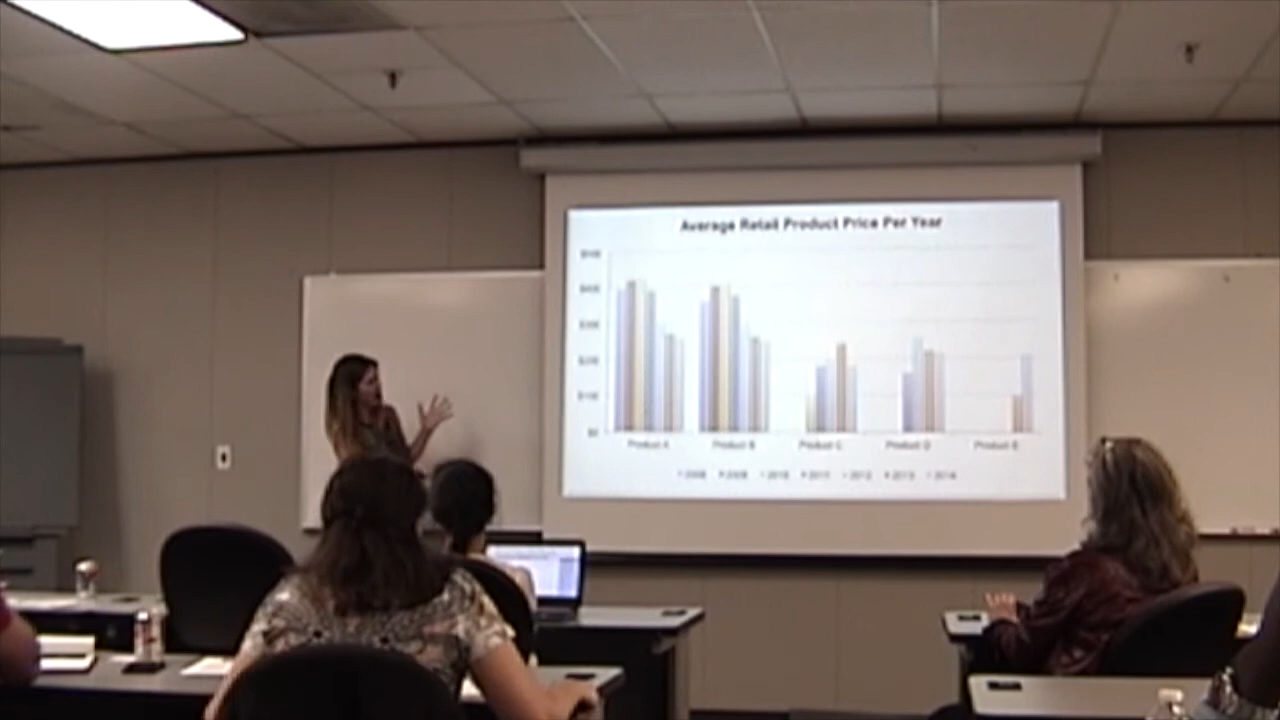 Average Retail Product Price Per Year
$400
$300
$200
$100
$0
Product A Product B Product C Product D Product E
2008 2009 2010 2011 2012 2013 2014